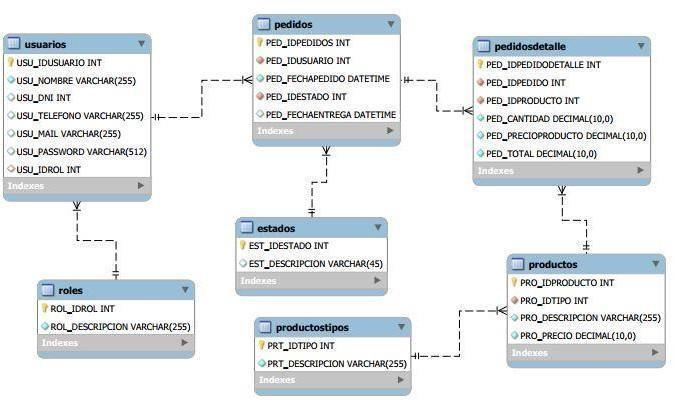 usuarios
USU_IDUSUARIO INT
USU_NOMBRE VARCHAR(255)
USU_DNI INT
USU_TELEFONO VARCHAR(255)
USU_MAIL VARCHAR(255)
USU_PASSWORD VARCHAR(512)
USU_IDROL INT
Indexes
pedidos
PED_IDPEDIDOS INT
PED_IDUSUARIO INT
PED_FECHAPEDIDO DATETIME
PED_IDESTADO INT
PED_FECHAENTREGA DATETIME
Indexes
pedidosdetalle
PED_IDPEDIDODETALLE INT
PED_IDPEDIDO INT
PED_IDPRODUCTO INT
PED_CANTIDAD DECIMAL(10,0)
PED_PRECIOPRODUCTO DECIMAL(10,0)
PED_TOTAL DECIMAL(10,0)
Indexes
estados
EST_IDESTADO INT
EST_DESCRIPCION VARCHAR(45)
Indexes
roles
ROL_IDROL INT
ROL_DESCRIPCION VARCHAR(255)
Indexes
productostipos
PRT_IDTIPO INT
PRT_DESCRIPCION VARCHAR(255)
Indexes
productos
PRO_IDPRODUCTO INT
PRO_IDTIPO INT
PRO_DESCRIPCION VARCHAR(255)
PRO_PRECIO DECIMAL(10,0)
Indexes